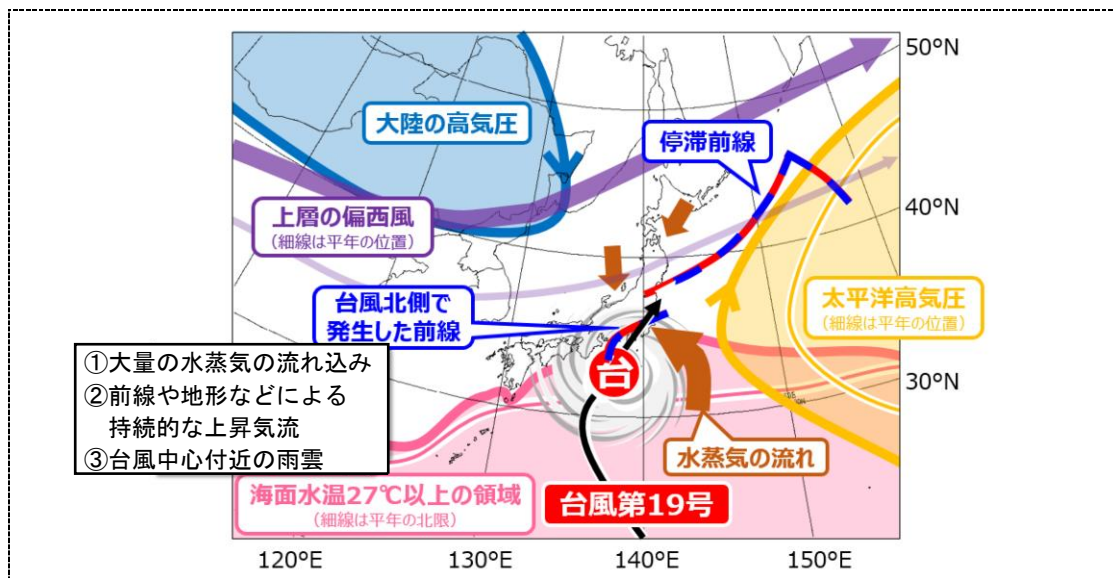 大陸の高気圧
停滞前線
上層の偏西風
(細線は平年の位置)
台風北側で
発生した前線
太平洋高気圧
(細線は平年の位置)
①大量の水蒸気の流れ込み
②前線や地形などによる
持続的な上昇気流
③台風中心付近の雨雲
台
水蒸気の流れ
海面水温27℃以上の領域
(細線は平年の北限)
台風第19号
50°N
40°N
30°N
120°E
130°E
140°E
150°E